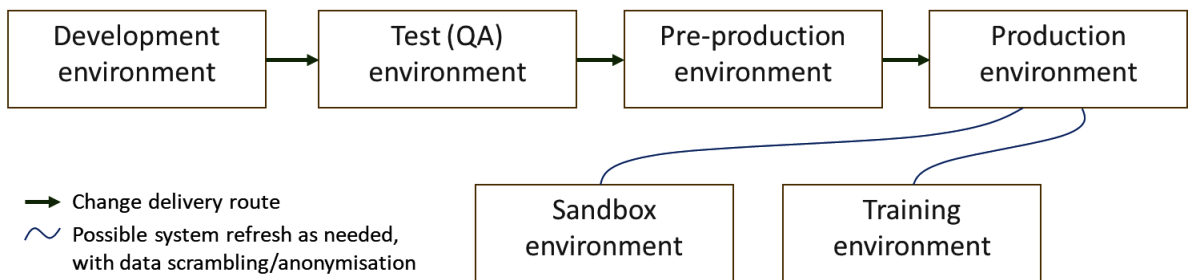 Development
environment
Test (QA)
environment
Pre-production
environment
Production
environment
Sandbox
environment
Training
environment
Change delivery route
Possible system refresh as needed,
with data scrambling/anonymisation